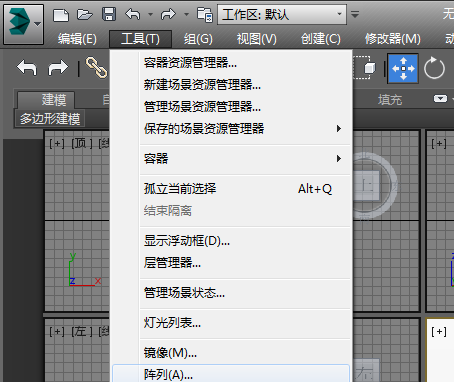 工作区: 默认 无
编辑(E) 工具(T) 组(G) 视图(V) 创建(C) 修改器(M) 动
建模 自 填充
多边形建模
容器资源管理器...
新建场景资源管理器...
管理场景资源管理器...
保存的场景资源管理器
容器
孤立当前选择 Alt+Q
结束隔离
显示浮动框(D)...
层管理器...
管理场景状态...
灯光列表...
镜像(M)...
阵列(A)...
[+] [顶] [线
上
[+]
y
z x
[+] [左] [线
左
[+]